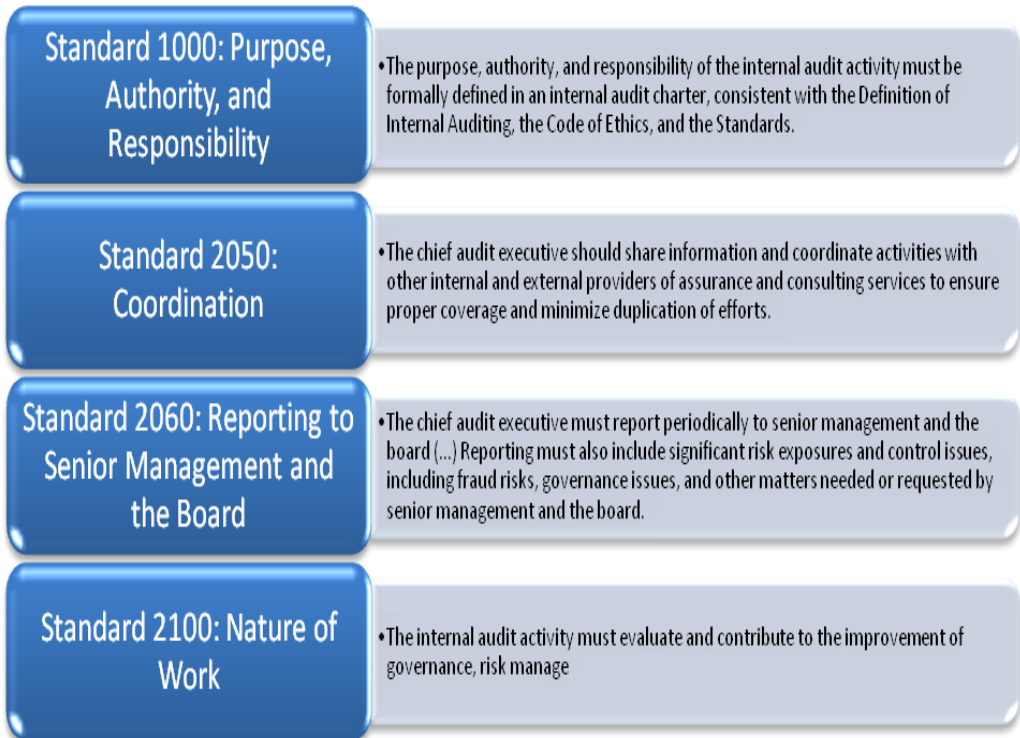 Standard 1000: Purpose,
Authority, and
Responsibility
•The purpose, authority, and responsibility of the internal audit activity must be
formally defined in an internal audit charter, consistent with the Definition of
Internal Auditing, the Code of Ethics, and the Standards.
Standard 2050:
Coordination
•The chief audit executive should share information and coordinate activities with
other internal and external providers of assurance and consulting services to ensure
proper coverage and minimize duplication of efforts.
Standard 2060: Reporting to
Senior Management and
the Board
•The chief audit executive must report periodically to senior management and the
board (...) Reporting must also include significant risk exposures and control issues,
including fraud risks, governance issues, and other matters needed or requested by
senior management and the board.
Standard 2100: Nature of
Work
•The internal audit activity must evaluate and contribute to the improvement of
governance, risk manage